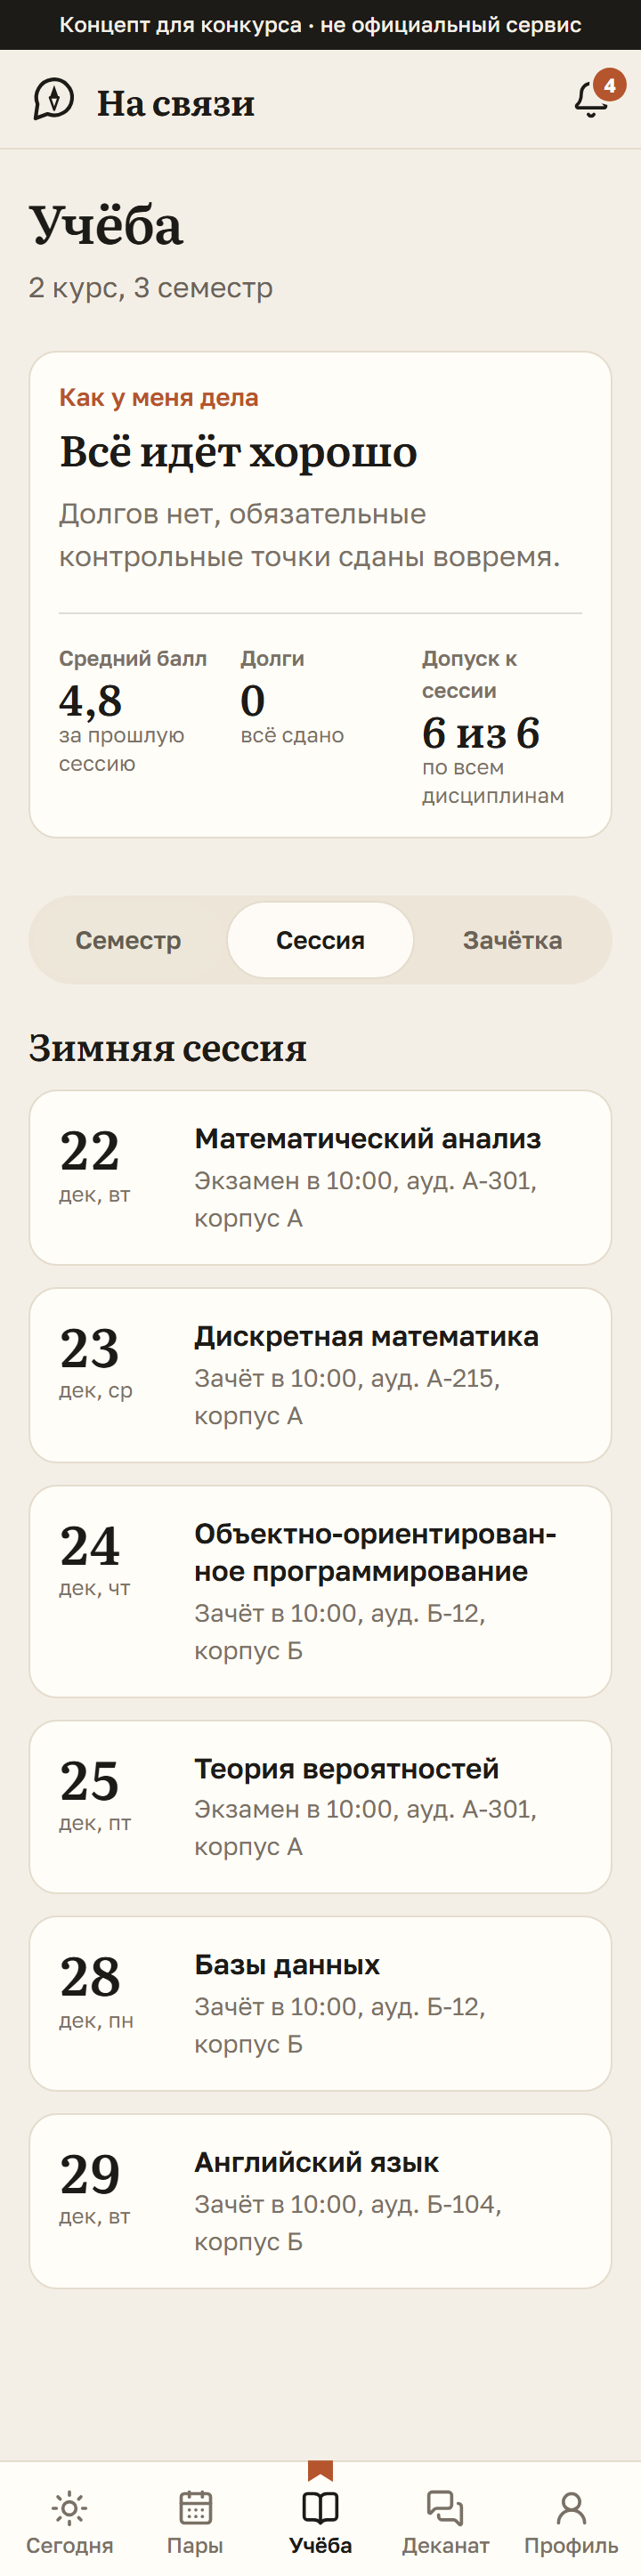 Концепт для конкурса · не официальный сервис
На связи
4
Учёба
2 курс, 3 семестр
Как у меня дела
Всё идёт хорошо
Долгов нет, обязательные
контрольные точки сданы вовремя.
Средний балл
4,8
за прошлую
сессию
Долги
0
всё сдано
Допуск к
сессии
6 из 6
по всем
дисциплинам
Семестр
Сессия
Зачётка
Зимняя сессия
22
дек, вт
Математический анализ
Экзамен в 10:00, ауд. А-301,
корпус А
23
дек, ср
Дискретная математика
Зачёт в 10:00, ауд. А-215,
корпус А
24
дек, чт
Объектно-ориентирован-
ное программирование
Зачёт в 10:00, ауд. Б-12,
корпус Б
25
дек, пт
Теория вероятностей
Экзамен в 10:00, ауд. А-301,
корпус А
28
дек, пн
Базы данных
Зачёт в 10:00, ауд. Б-12,
корпус Б
29
дек, вт
Английский язык
Зачёт в 10:00, ауд. Б-104,
корпус Б
Сегодня
Пары
Учёба
Деканат
Профиль